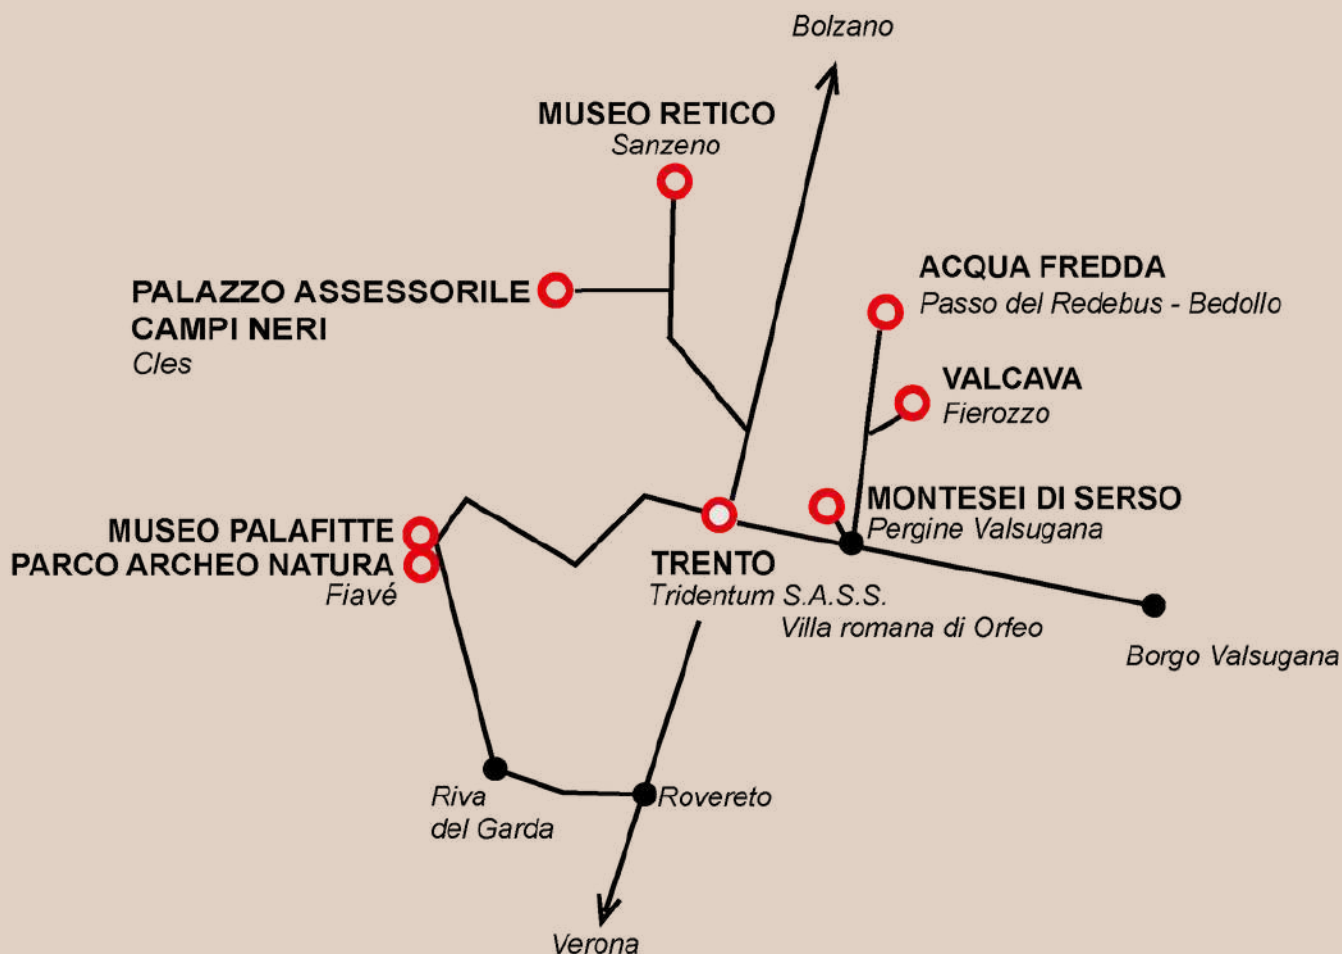 Bolzano
MUSEO RETICO
Sanzeno
PALAZZO ASSESSORILE
CAMPI NERI
Cles
ACQUA FREDDA
Passo del Redebus - Bedollo
VALCAVA
Fierozzo
MONTESEI DI SERSO
Pergine Valsugana
MUSEO PALAFITTE
PARCO ARCHEO NATURA
Fiavé
TRENTO
Tridentum S.A.S.S.
Villa romana di Orfeo
Borgo Valsugana
Riva
del Garda
Rovereto
Verona